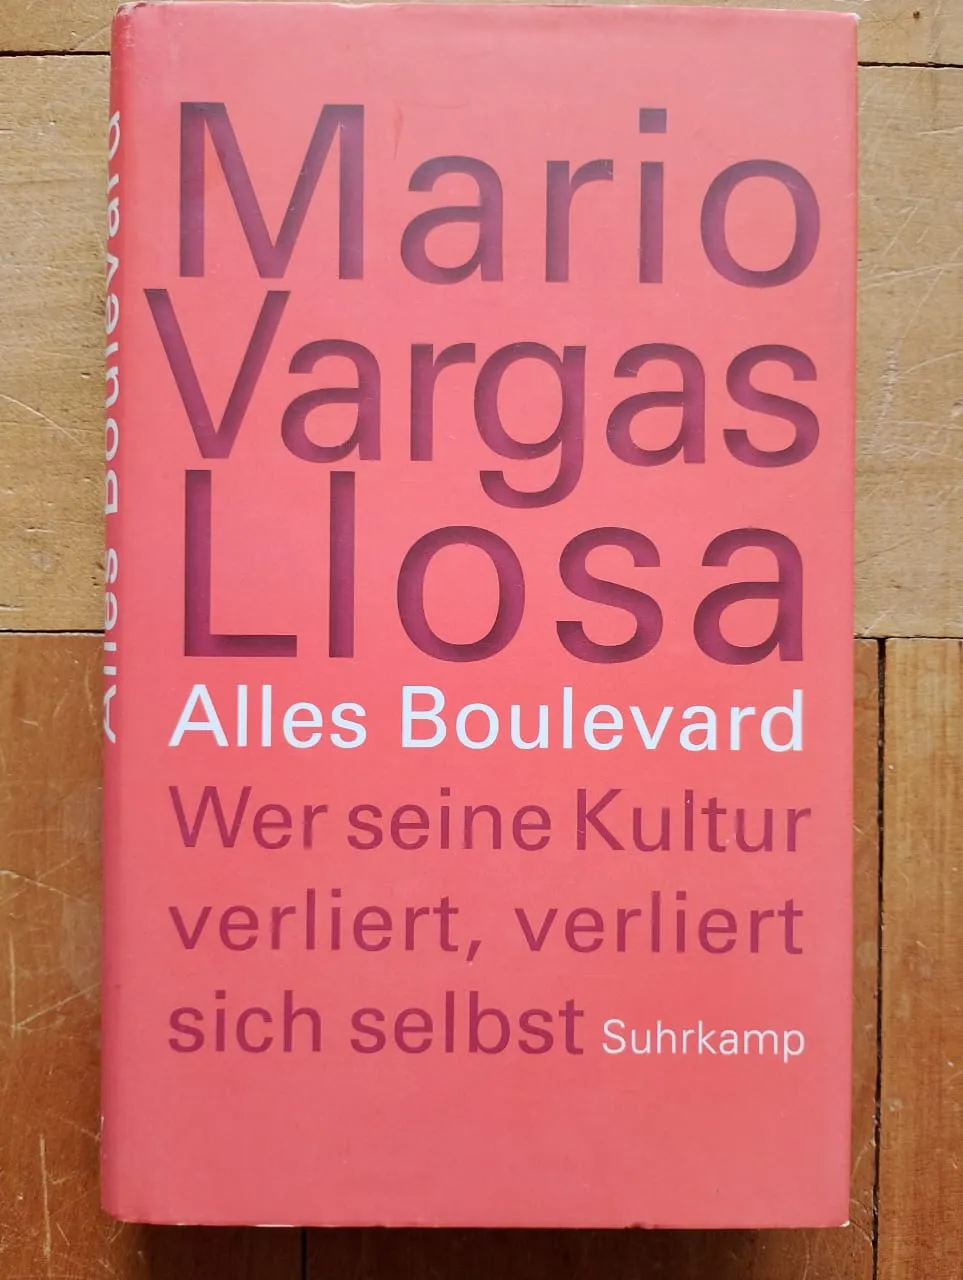 Mario
Vargas
Llosa
Alles Boulevard
Wer seine Kultur
verliert, verliert
sich selbst Suhrkamp
Alles Boulevard